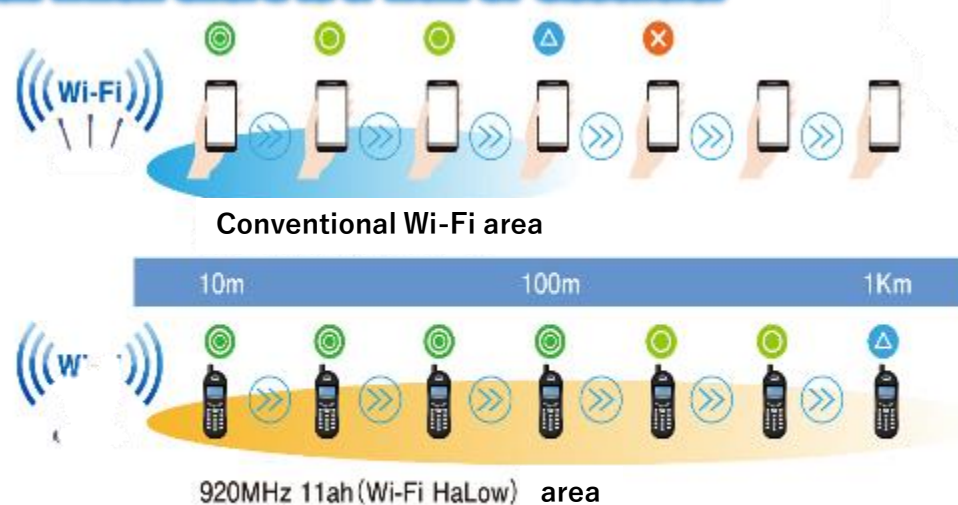 Wi-Fi
Conventional Wi-Fi area
10m 100m 1Km
W
920MHz 11ah(Wi-Fi HaLow) area